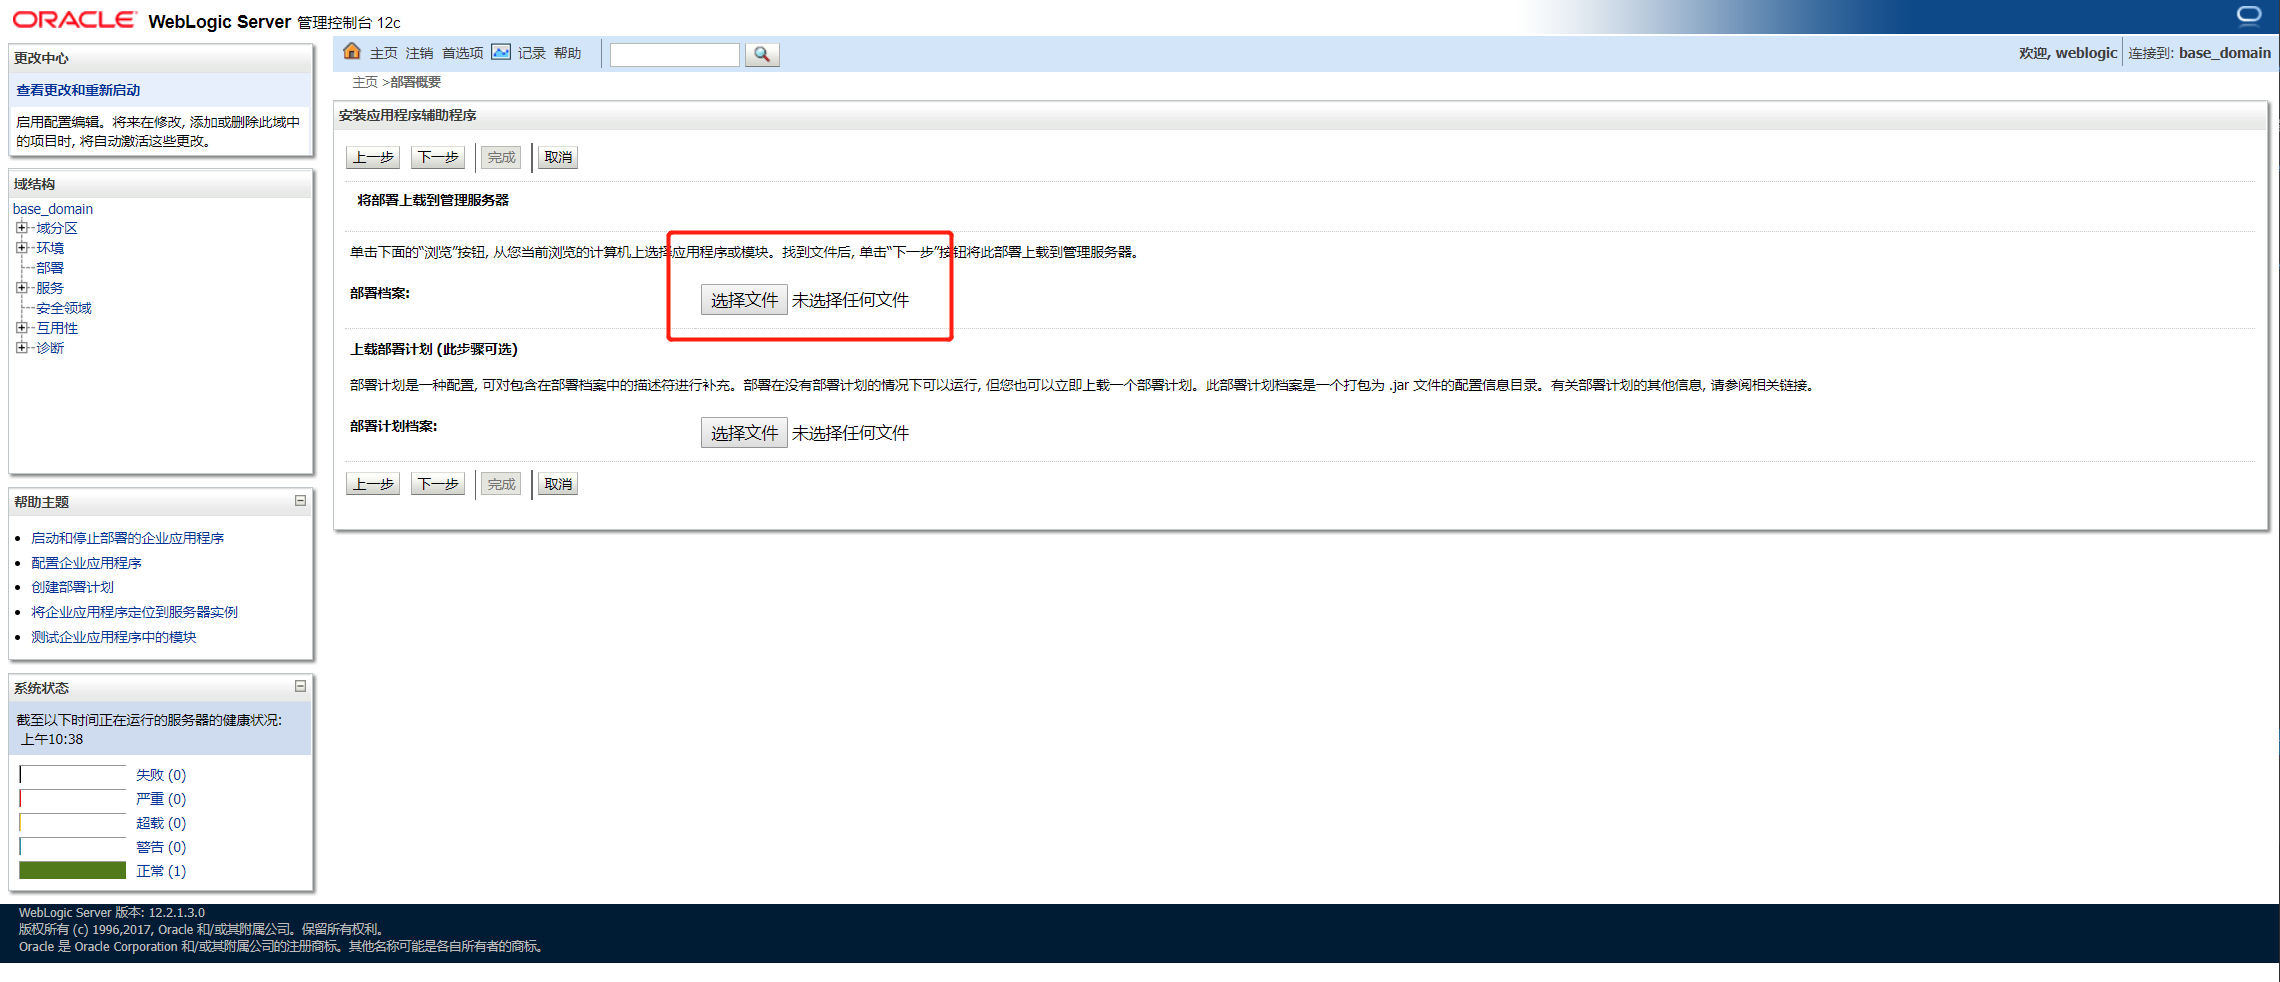 ORACLE WebLogic Server 管理控制台 12c
更改中心
查看更改和重新启动
启用配置编辑。将来在修改, 添加或删除此域中
的项目时, 将自动激活这些更改。
域结构
base_domain
域分区
环境
部署
服务
安全领域
互用性
诊断
帮助主题
启动和停止部署的企业应用程序
配置企业应用程序
创建部署计划
将企业应用程序定位到服务器实例
测试企业应用程序中的模块
系统状态
截至以下时间正在运行的服务器的健康状况:
上午10:38
失败 (0)
严重 (0)
超载 (0)
警告 (0)
正常 (1)
主页 注销 首选项 记录 帮助
欢迎, weblogic 连接到: base_domain
主页 >部署概要
安装应用程序辅助程序
上一步 下一步 完成 取消
将部署上载到管理服务器
单击下面的“浏览”按钮, 从您当前浏览的计算机上选择应用程序或模块。找到文件后, 单击“下一步”按钮将此部署上载到管理服务器。
部署档案: 选择文件 未选择任何文件
上载部署计划 (此步骤可选)
部署计划是一种配置, 可对包含在部署档案中的描述符进行补充。部署在没有部署计划的情况下可以运行, 但您也可以立即上载一个部署计划。此部署计划档案是一个打包为 .jar 文件的配置信息目录。有关部署计划的其他信息, 请参阅相关链接。
部署计划档案: 选择文件 未选择任何文件
上一步 下一步 完成 取消
WebLogic Server 版本: 12.2.1.3.0
版权所有 (c) 1996,2017, Oracle 和/或其附属公司。保留所有权利。
Oracle 是 Oracle Corporation 和/或其附属公司的注册商标。其他名称可能是各自所有者的商标。